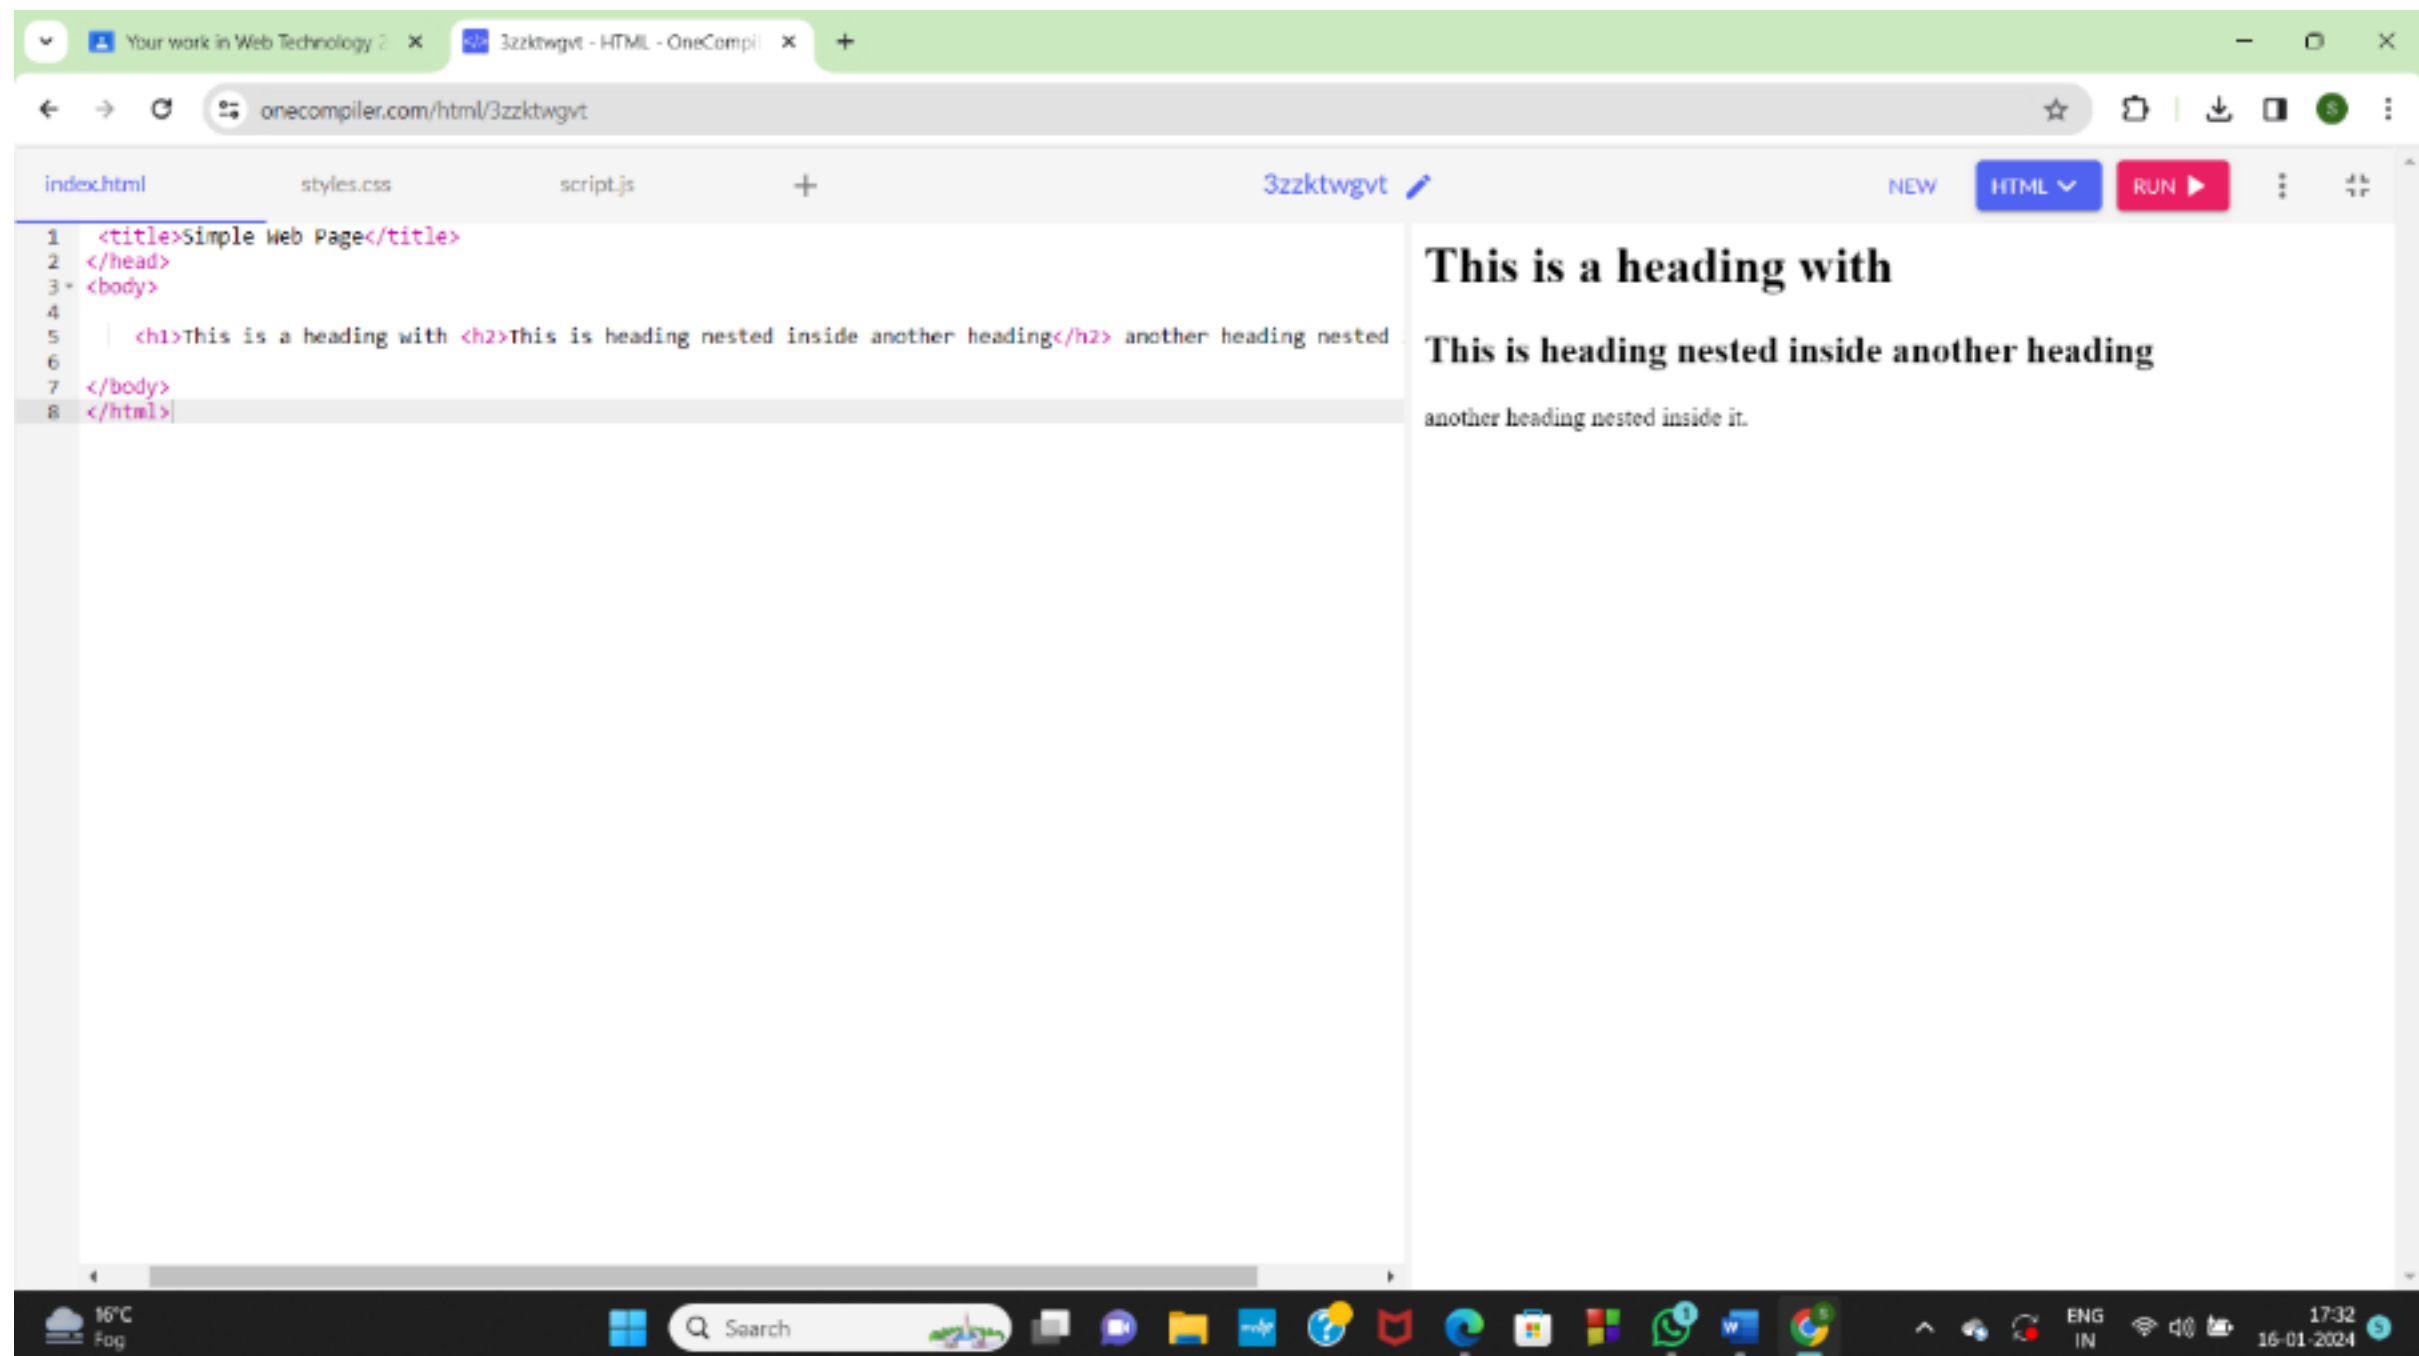 Your work in Web Technology 2
3zzktwgvt - HTML - OneCompil
onecompiler.com/html/3zzktwgvt
S
index.html styles.css script.js 3zzktwgvt NEW HTML RUN
1 <title>Simple Web Page</title>
2 </head>
3 <body>
4
5 <h1>This is a heading with <h2>This is heading nested inside another heading</h2> another heading nested
6
7 </body>
8 </html>
This is a heading with
This is heading nested inside another heading
another heading nested inside it.
16°C
Fog
Search
1
W
S
ENG
IN
17:32
16-01-2024
5